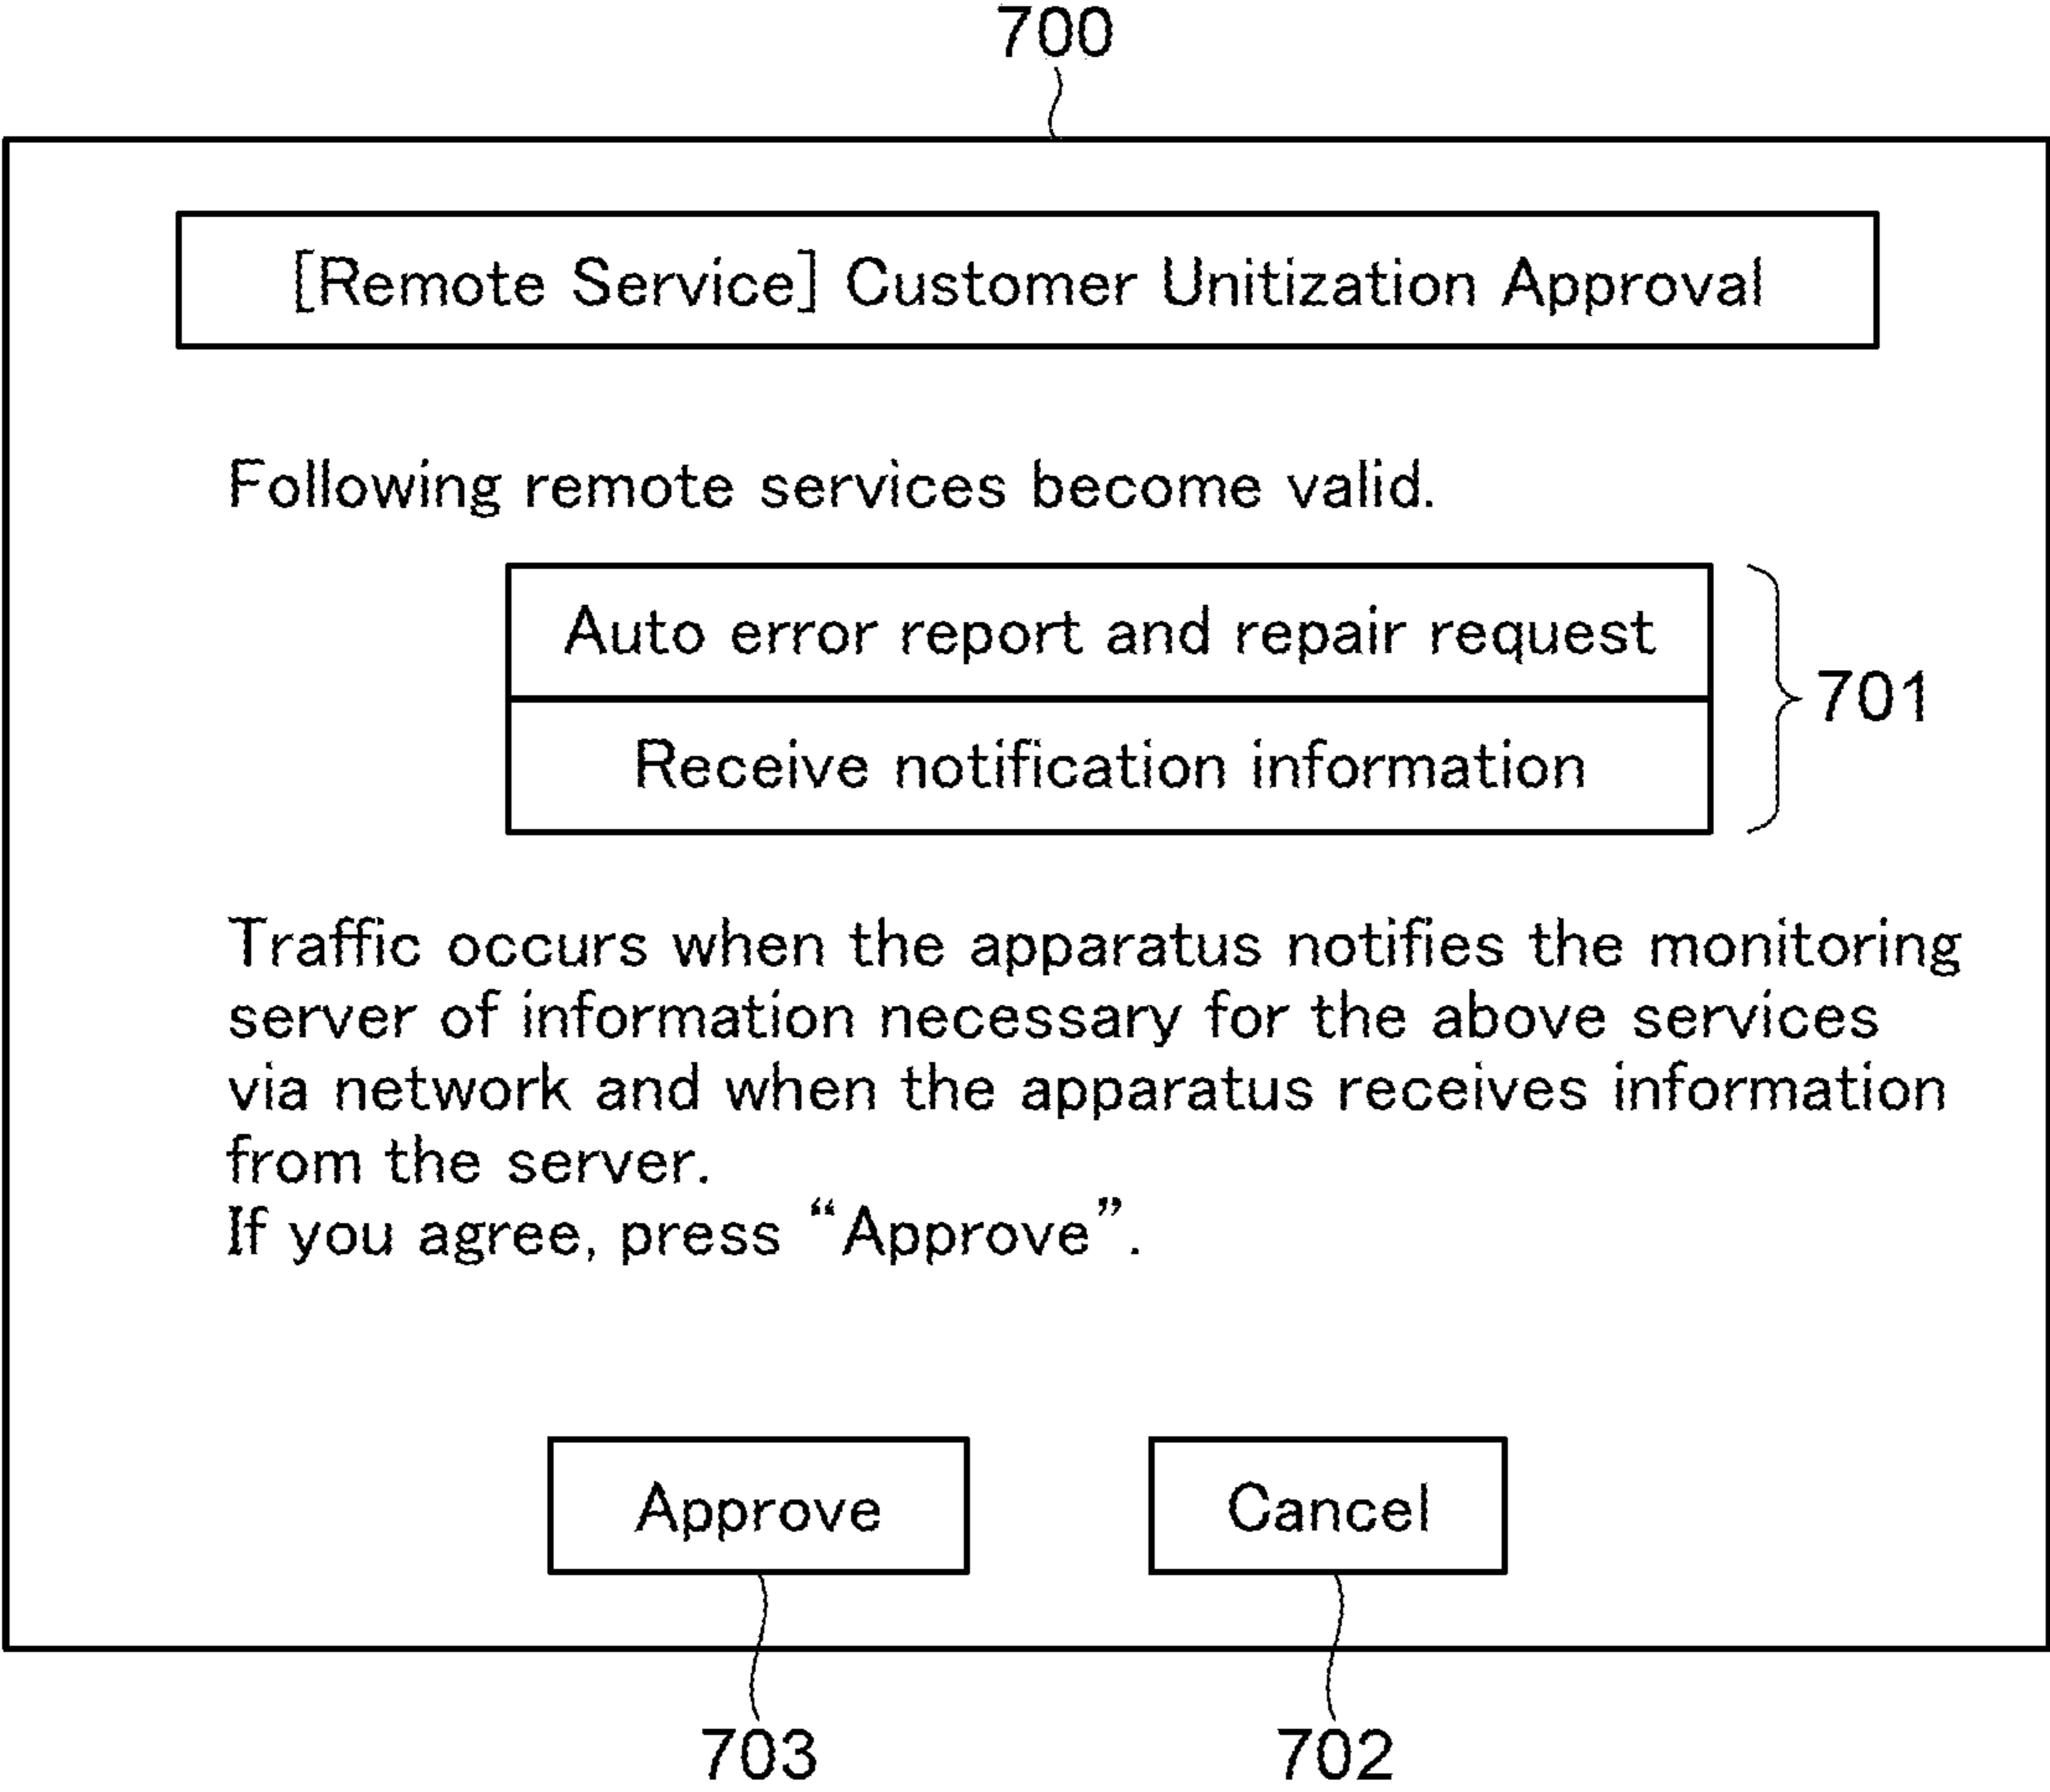 700
[Remote Service] Customer Unitization Approval
Following remote services become valid.
Auto error report and repair request
701
Receive notification information
Traffic occurs when the apparatus notifies the monitoring
server of information necessary for the above services
via network and when the apparatus receives information
from the server.
If you agree, press “Approve”.
Approve
Cancel
703
702